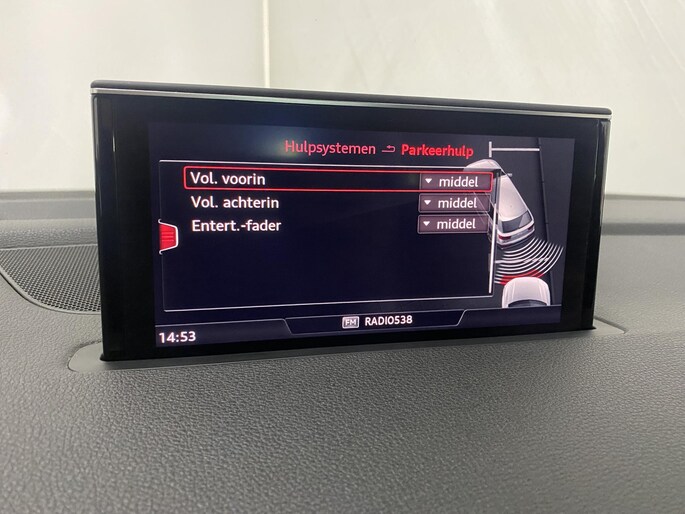 Hulpsystemen Parkeerhulp
Vol. voorin middel
Vol. achterin middel
Entert.-fader middel
FM RADIO538
14:53